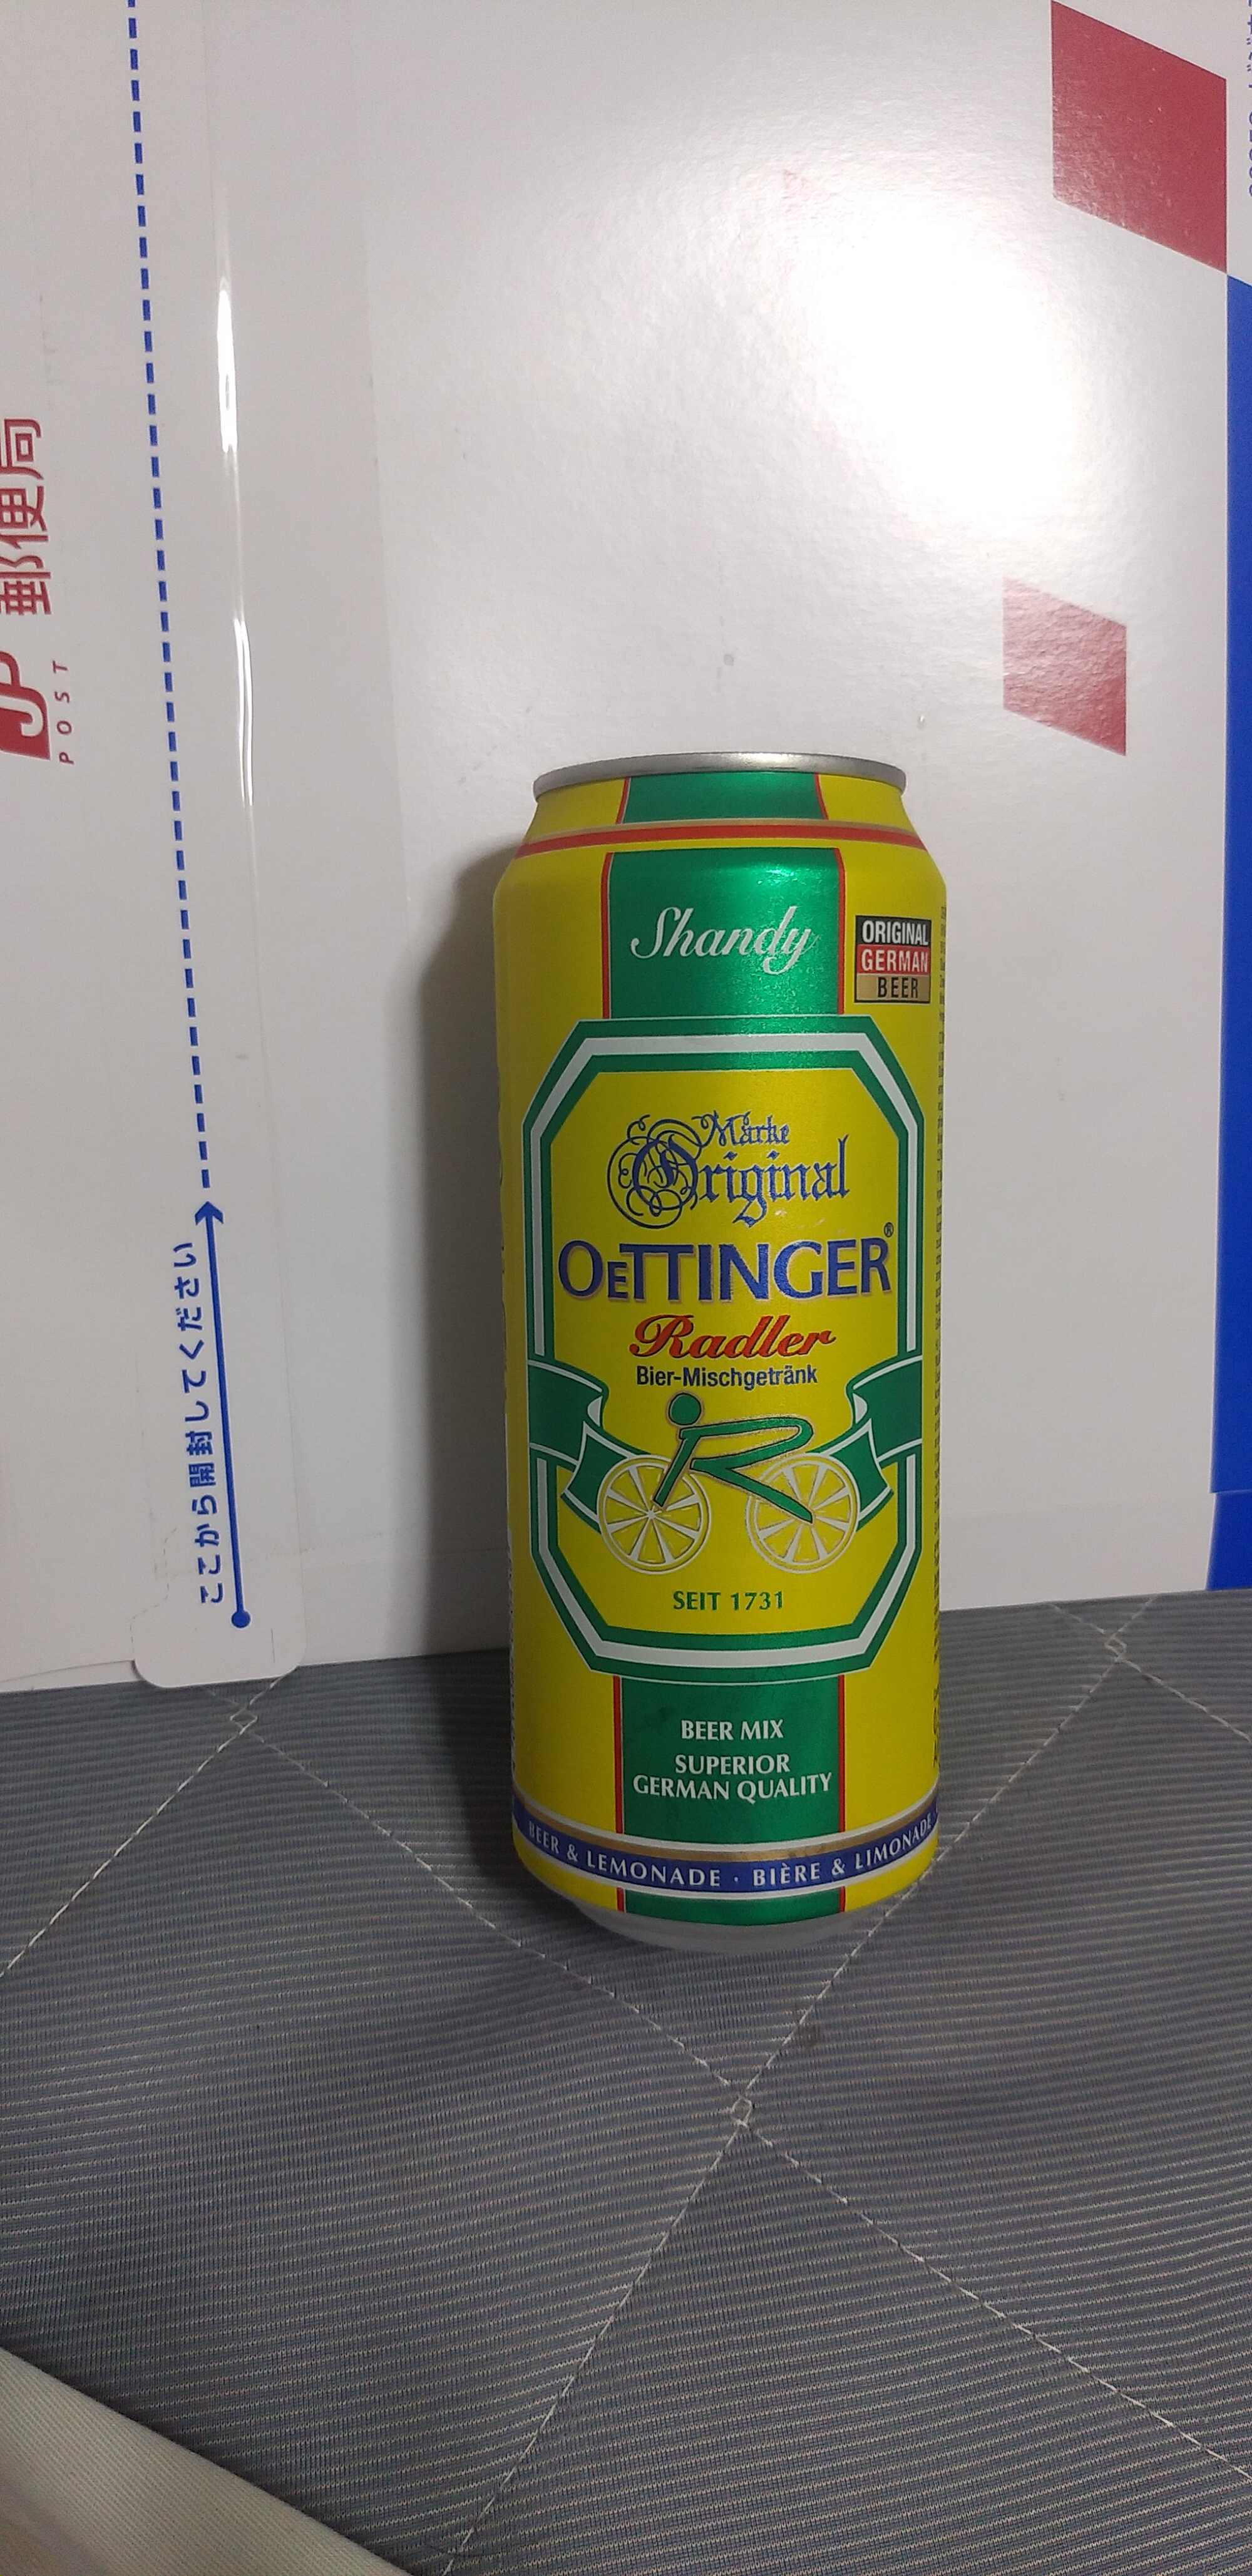 JP 郵便局
POST
ここから開封してください
Shandy
ORIGINAL
GERMAN
BEER
Marke
Original
OETTINGER®
Radler
Bier-Mischgetränk
SEIT 1731
BEER MIX
SUPERIOR
GERMAN QUALITY
BEER & LEMONADE · BIÈRE & LIMONADE